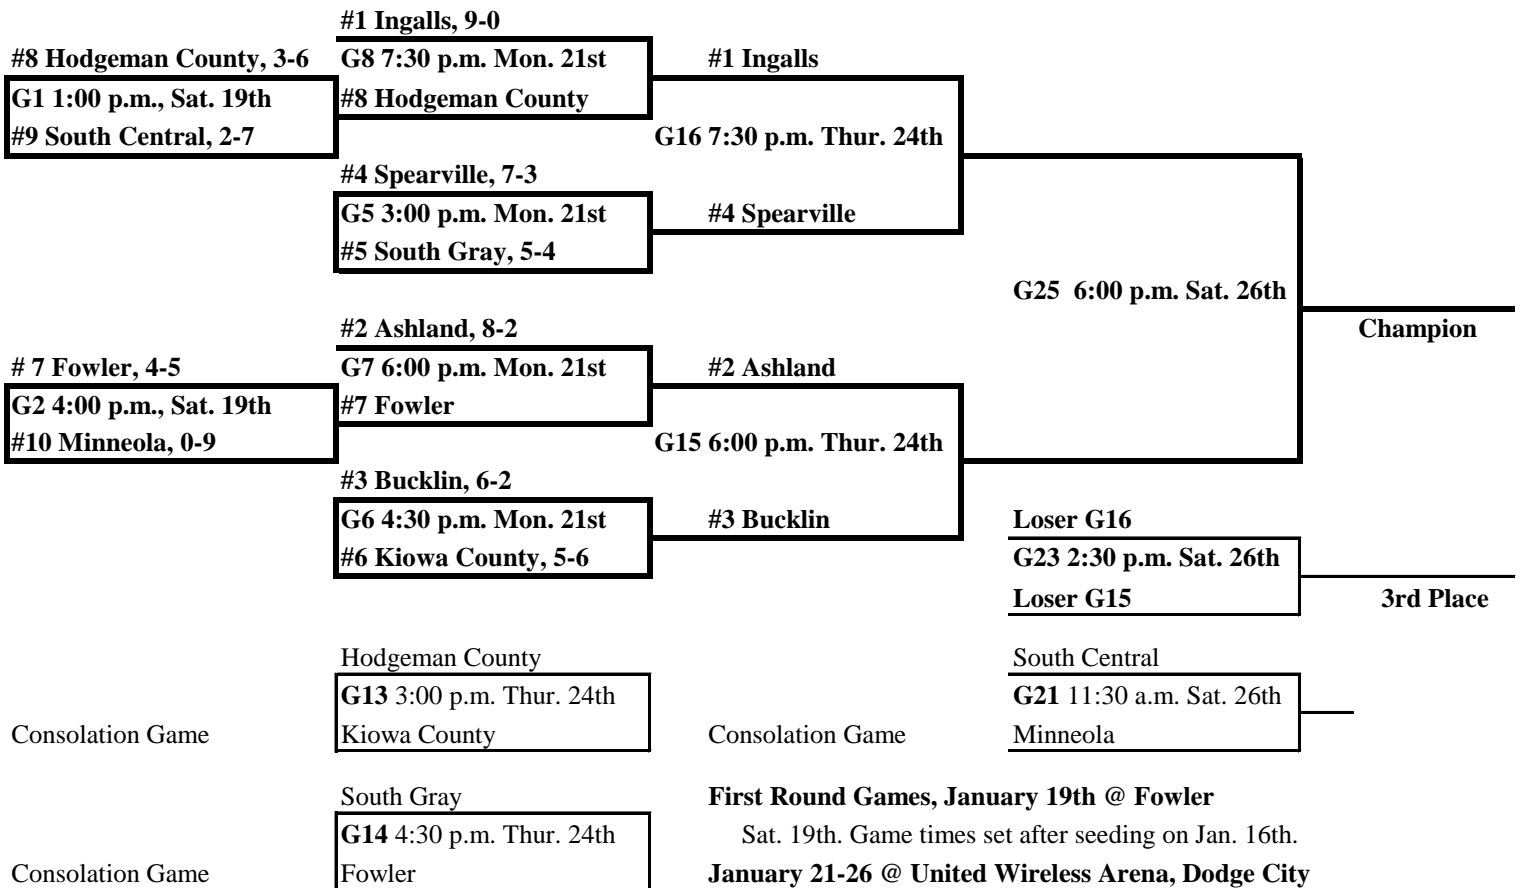 #1 Ingalls, 9-0
#8 Hodgeman County, 3-6 G8 7:30 p.m. Mon. 21st #1 Ingalls
G1 1:00 p.m., Sat. 19th #8 Hodgeman County
#9 South Central, 2-7 G16 7:30 p.m. Thur. 24th
#4 Spearville, 7-3
G5 3:00 p.m. Mon. 21st #4 Spearville
#5 South Gray, 5-4
G25  6:00 p.m. Sat. 26th
#2 Ashland, 8-2 Champion
# 7 Fowler, 4-5 G7 6:00 p.m. Mon. 21st #2 Ashland
G2 4:00 p.m., Sat. 19th #7 Fowler
#10 Minneola, 0-9 G15 6:00 p.m. Thur. 24th
#3 Bucklin, 6-2
G6 4:30 p.m. Mon. 21st #3 Bucklin Loser G16
#6 Kiowa County, 5-6 G23 2:30 p.m. Sat. 26th
Loser G15 3rd Place
Hodgeman County South Central
G13 3:00 p.m. Thur. 24th G21 11:30 a.m. Sat. 26th
Consolation Game Kiowa County Consolation Game Minneola
South Gray First Round Games, January 19th @ Fowler
G14 4:30 p.m. Thur. 24th Sat. 19th. Game times set after seeding on Jan. 16th.
Consolation Game Fowler January 21-26 @ United Wireless Arena, Dodge City